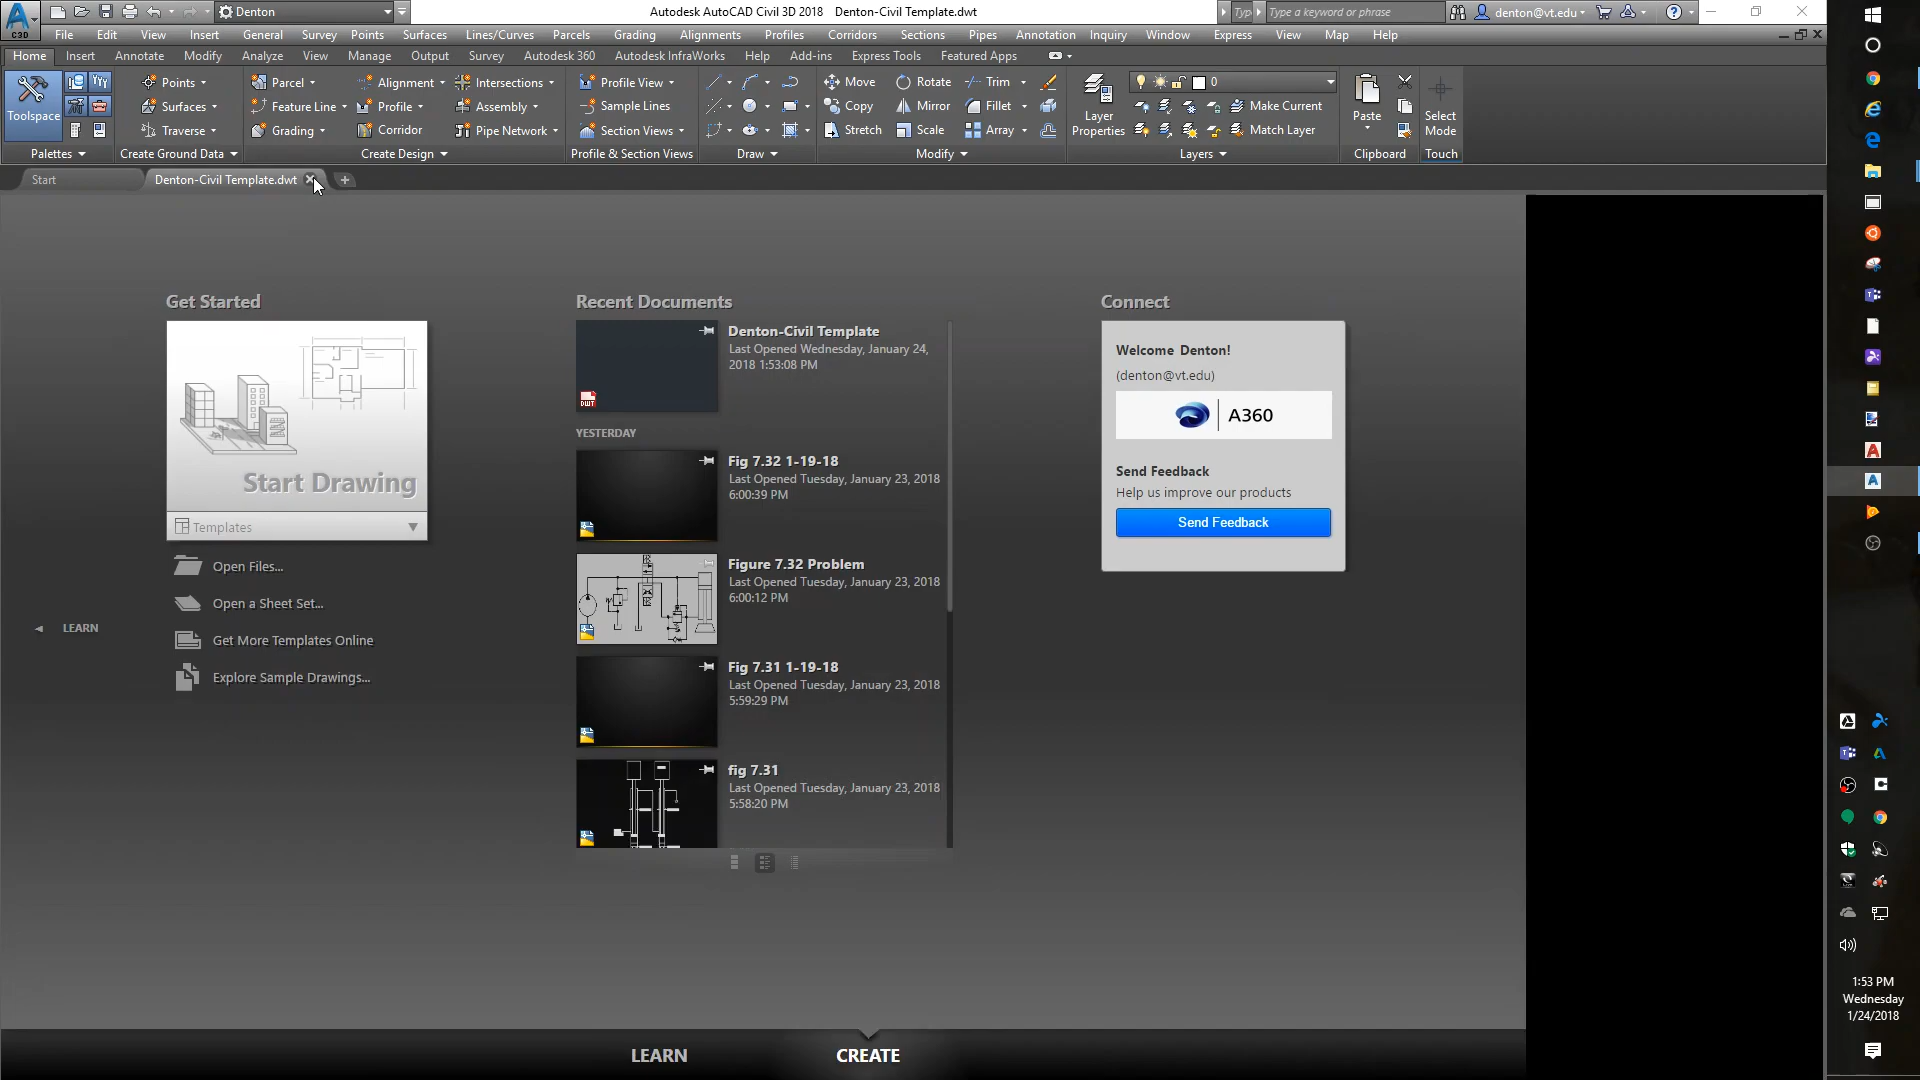 C3D
Denton
Autodesk AutoCAD Civil 3D 2018 Denton-Civil Template.dwt
Typ
Type a keyword or phrase
denton@vt.edu
File Edit View Insert General Survey Points Surfaces Lines/Curves Parcels Grading Alignments Profiles Corridors Sections Pipes Annotation Inquiry Window Express View Map Help
Home Insert Annotate Modify Analyze View Manage Output Survey Autodesk 360 Autodesk InfraWorks Help Add-ins Express Tools Featured Apps
Points Parcel Alignment Intersections Profile View Move Rotate Trim 0
Toolspace Surfaces Feature Line Profile Assembly Sample Lines Copy Mirror Fillet Layer Properties Make Current Paste Select Mode
Traverse Grading Corridor Pipe Network Section Views Stretch Scale Array Match Layer
Palettes Create Ground Data Create Design Profile & Section Views Draw Modify Layers Clipboard Touch
Start Denton-Civil Template.dwt
Get Started
Start Drawing
Templates
Open Files...
Open a Sheet Set...
Get More Templates Online
Explore Sample Drawings...
LEARN
Recent Documents
Denton-Civil Template
Last Opened Wednesday, January 24,
2018 1:53:08 PM
DWT
YESTERDAY
Fig 7.32 1-19-18
Last Opened Tuesday, January 23, 2018
6:00:39 PM
Figure 7.32 Problem
Last Opened Tuesday, January 23, 2018
6:00:12 PM
Fig 7.31 1-19-18
Last Opened Tuesday, January 23, 2018
5:59:29 PM
fig 7.31
Last Opened Tuesday, January 23, 2018
5:58:20 PM
Connect
Welcome Denton!
(denton@vt.edu)
A360
Send Feedback
Help us improve our products
Send Feedback
LEARN CREATE
1:53 PM
Wednesday
1/24/2018